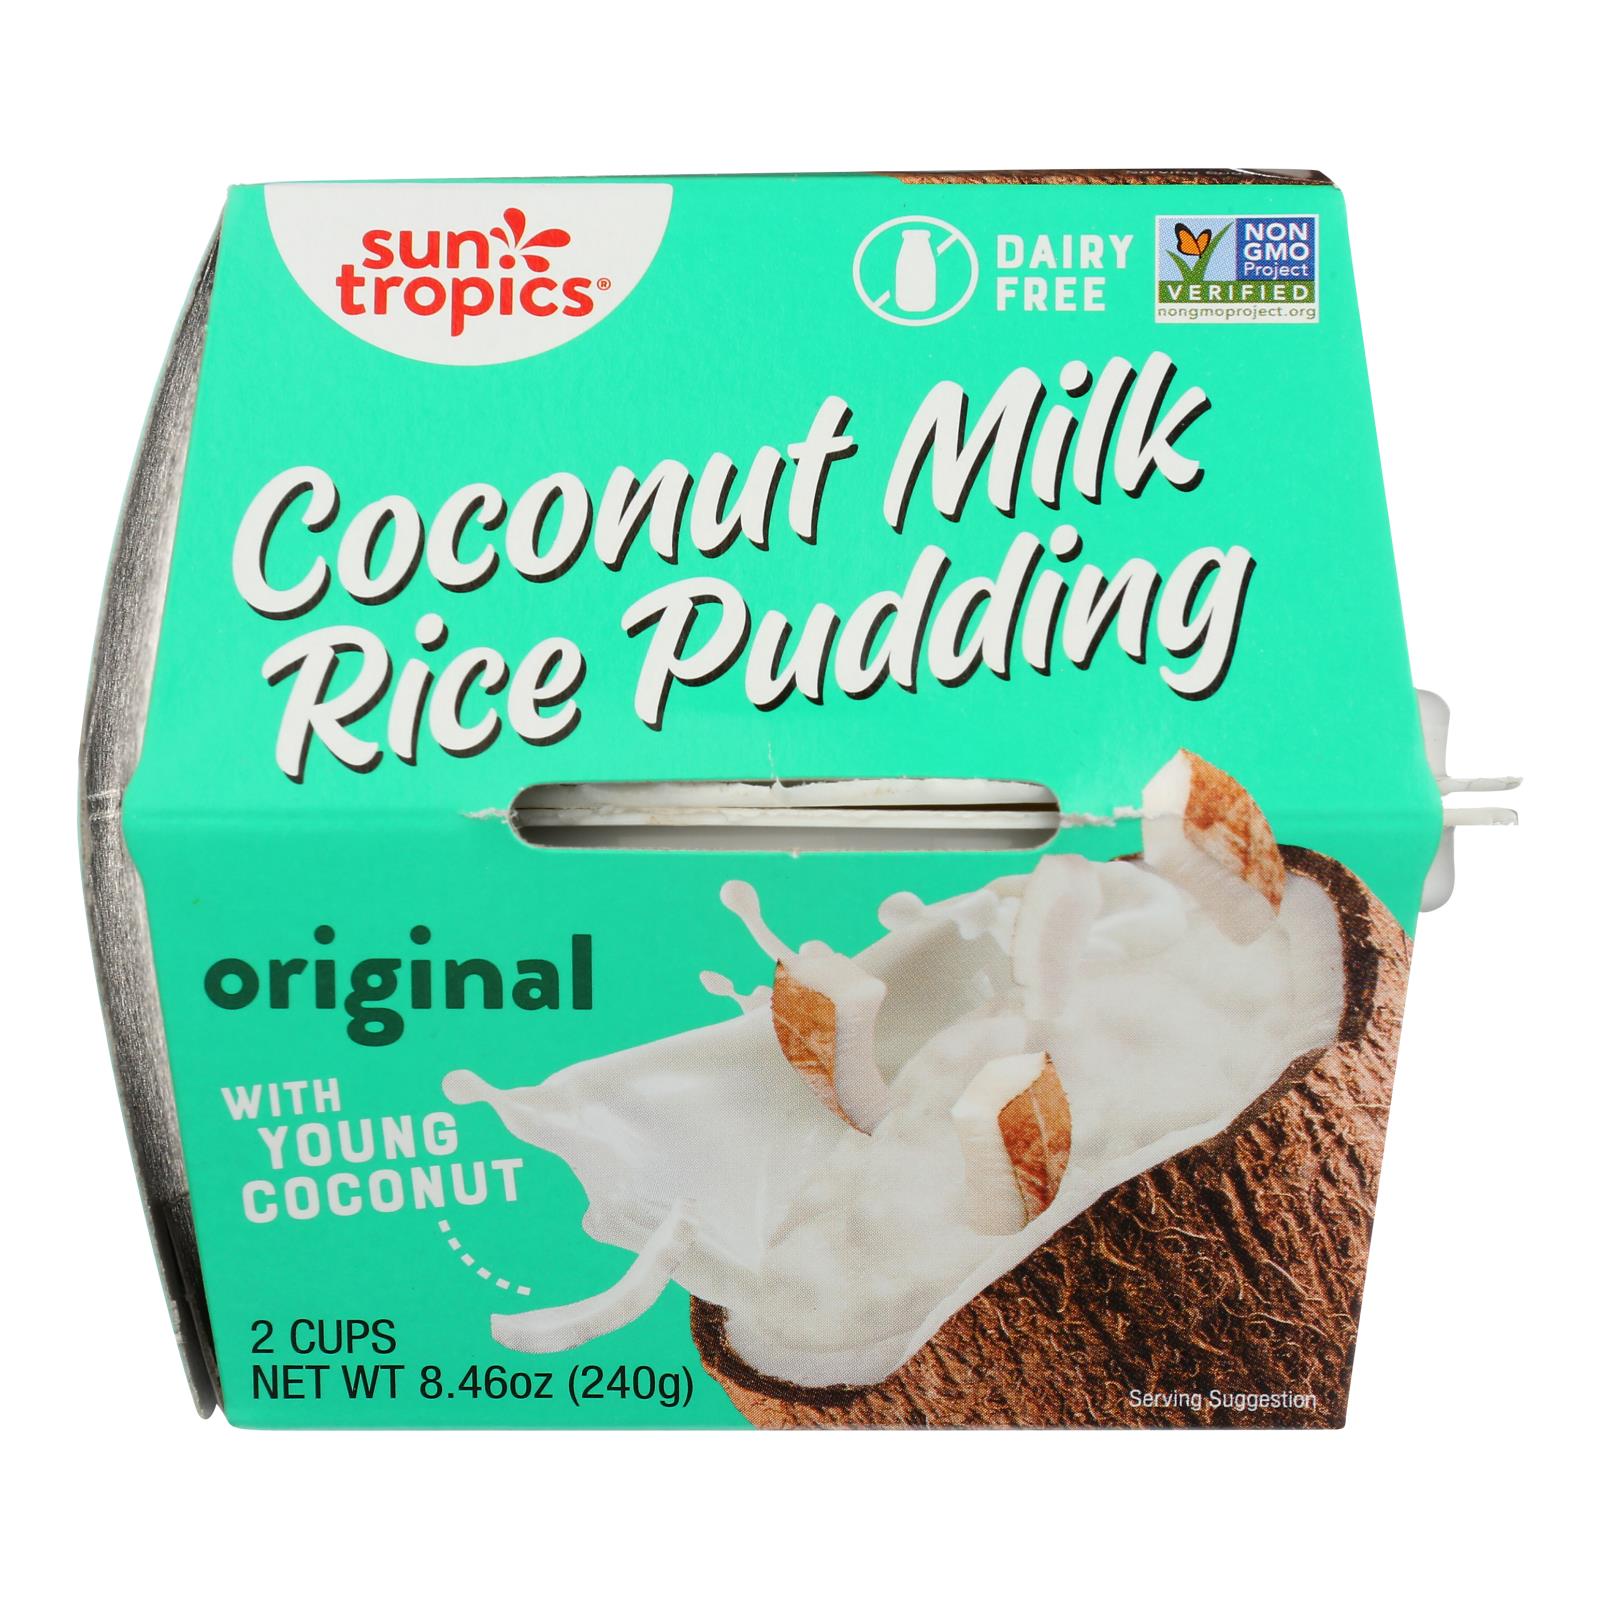 sun
tropics®
DAIRY
FREE
NON
GMO
Project
VERIFIED
nongmoproject.org
Coconut Milk
Rice Pudding
original
WITH
YOUNG
COCONUT
2 CUPS
NET WT 8.46oz (240g)
Serving Suggestion